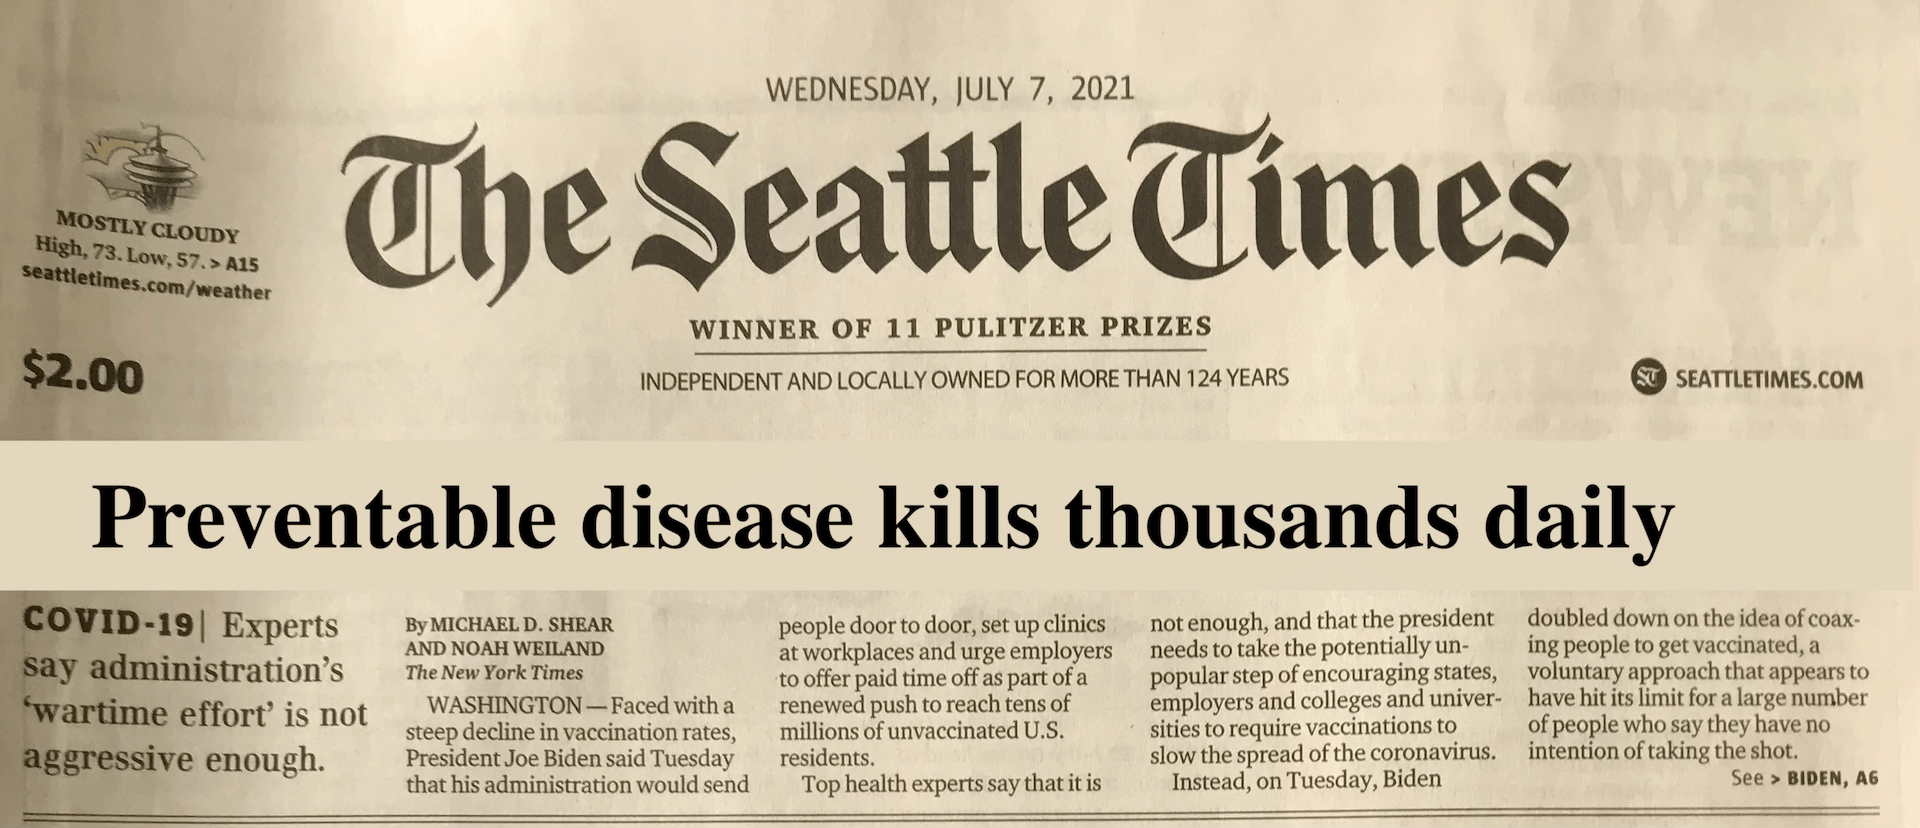 WEDNESDAY, JULY 7, 2021
The Seattle Times
MOSTLY CLOUDY
High, 73. Low, 57. > A15
seattletimes.com/weather
WINNER OF 11 PULITZER PRIZES
$2.00
INDEPENDENT AND LOCALLY OWNED FOR MORE THAN 124 YEARS
ST SEATTLETIMES.COM
Preventable disease kills thousands daily
COVID-19| Experts
say administration's
'wartime effort' is not
aggressive enough.
By MICHAEL D. SHEAR
AND NOAH WEILAND
The New York Times
WASHINGTON — Faced with a
steep decline in vaccination rates,
President Joe Biden said Tuesday
that his administration would send
people door to door, set up clinics
at workplaces and urge employers
to offer paid time off as part of a
renewed push to reach tens of
millions of unvaccinated U.S.
residents.
Top health experts say that it is
not enough, and that the president
needs to take the potentially un-
popular step of encouraging states,
employers and colleges and univer-
sities to require vaccinations to
slow the spread of the coronavirus.
Instead, on Tuesday, Biden
doubled down on the idea of coax-
ing people to get vaccinated, a
voluntary approach that appears to
have hit its limit for a large number
of people who say they have no
intention of taking the shot.
See > BIDEN, A6